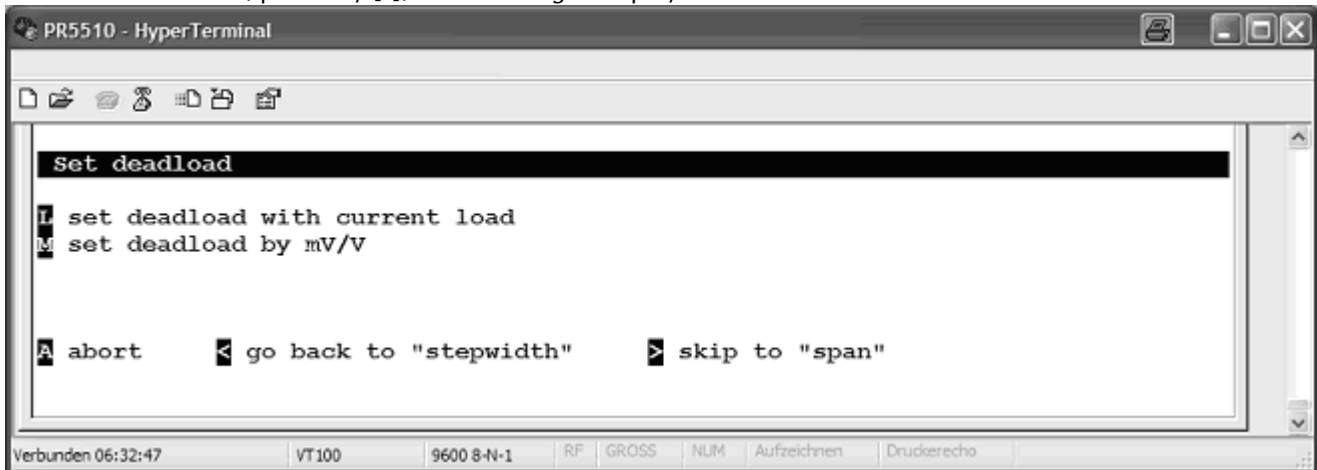 PR5510 - HyperTerminal
Set deadload
L set deadload with current load
M set deadload by mV/V
A abort < go back to "stepwidth" > skip to "span"
Verbunden 06:32:47 VT100 9600 8-N-1 RF GROSS NUM Aufzeichnen Druckerecho